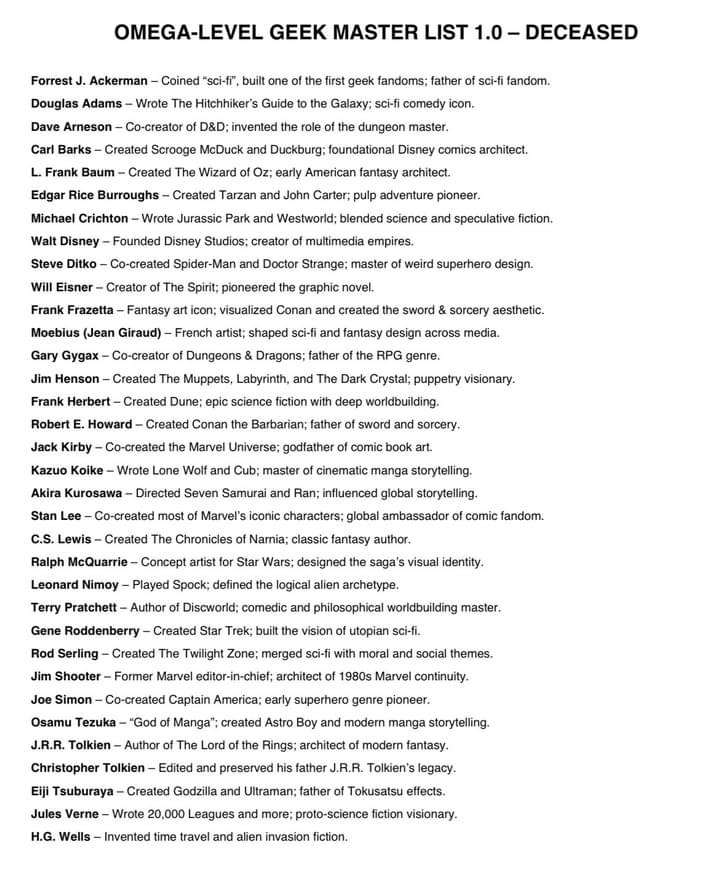 OMEGA-LEVEL GEEK MASTER LIST 1.0 – DECEASED
Forrest J. Ackerman – Coined “sci-fi”, built one of the first geek fandoms; father of sci-fi fandom.
Douglas Adams – Wrote The Hitchhiker’s Guide to the Galaxy; sci-fi comedy icon.
Dave Arneson – Co-creator of D&D; invented the role of the dungeon master.
Carl Barks – Created Scrooge McDuck and Duckburg; foundational Disney comics architect.
L. Frank Baum – Created The Wizard of Oz; early American fantasy architect.
Edgar Rice Burroughs – Created Tarzan and John Carter; pulp adventure pioneer.
Michael Crichton – Wrote Jurassic Park and Westworld; blended science and speculative fiction.
Walt Disney – Founded Disney Studios; creator of multimedia empires.
Steve Ditko – Co-created Spider-Man and Doctor Strange; master of weird superhero design.
Will Eisner – Creator of The Spirit; pioneered the graphic novel.
Frank Frazetta – Fantasy art icon; visualized Conan and created the sword & sorcery aesthetic.
Moebius (Jean Giraud) – French artist; shaped sci-fi and fantasy design across media.
Gary Gygax – Co-creator of Dungeons & Dragons; father of the RPG genre.
Jim Henson – Created The Muppets, Labyrinth, and The Dark Crystal; puppetry visionary.
Frank Herbert – Created Dune; epic science fiction with deep worldbuilding.
Robert E. Howard – Created Conan the Barbarian; father of sword and sorcery.
Jack Kirby – Co-created the Marvel Universe; godfather of comic book art.
Kazuo Koike – Wrote Lone Wolf and Cub; master of cinematic manga storytelling.
Akira Kurosawa – Directed Seven Samurai and Ran; influenced global storytelling.
Stan Lee – Co-created most of Marvel’s iconic characters; global ambassador of comic fandom.
C.S. Lewis – Created The Chronicles of Narnia; classic fantasy author.
Ralph McQuarrie – Concept artist for Star Wars; designed the saga’s visual identity.
Leonard Nimoy – Played Spock; defined the logical alien archetype.
Terry Pratchett – Author of Discworld; comedic and philosophical worldbuilding master.
Gene Roddenberry – Created Star Trek; built the vision of utopian sci-fi.
Rod Serling – Created The Twilight Zone; merged sci-fi with moral and social themes.
Jim Shooter – Former Marvel editor-in-chief; architect of 1980s Marvel continuity.
Joe Simon – Co-created Captain America; early superhero genre pioneer.
Osamu Tezuka – “God of Manga”; created Astro Boy and modern manga storytelling.
J.R.R. Tolkien – Author of The Lord of the Rings; architect of modern fantasy.
Christopher Tolkien – Edited and preserved his father J.R.R. Tolkien’s legacy.
Eiji Tsuburaya – Created Godzilla and Ultraman; father of Tokusatsu effects.
Jules Verne – Wrote 20,000 Leagues and more; proto-science fiction visionary.
H.G. Wells – Invented time travel and alien invasion fiction.